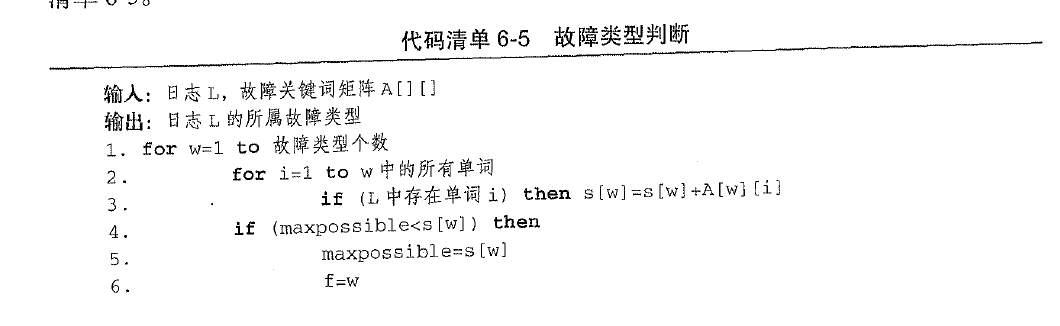 清单 6-5。
代码清单 6-5 故障类型判断
输入：日志 L，故障关键词矩阵 A[][]
输出：日志 L 的所属故障类型
1. for w=1 to 故障类型个数
2. for i=1 to w 中的所有单词
3. if (L 中存在单词 i) then s[w]=s[w]+A[w][i]
4. if (maxpossible<s[w]) then
5. maxpossible=s[w]
6. f=w